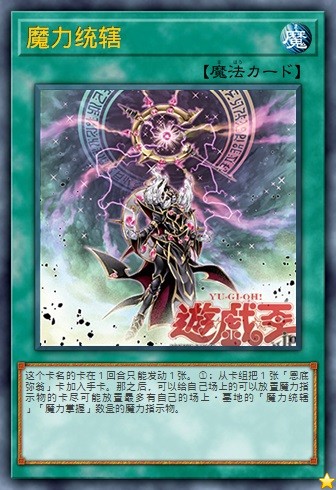 魔力统辖
魔
【魔法カード】
YU-GI-OH!
遊戯王
这个卡名的卡在1回合只能发动1张。①：从卡组把1张「恩底
弥翁」卡加入手卡。那之后，可以给自己场上的可以放置魔力指
示物的卡尽可能放置最多有自己的场上·墓地的「魔力统辖」
「魔力掌握」数量的魔力指示物。